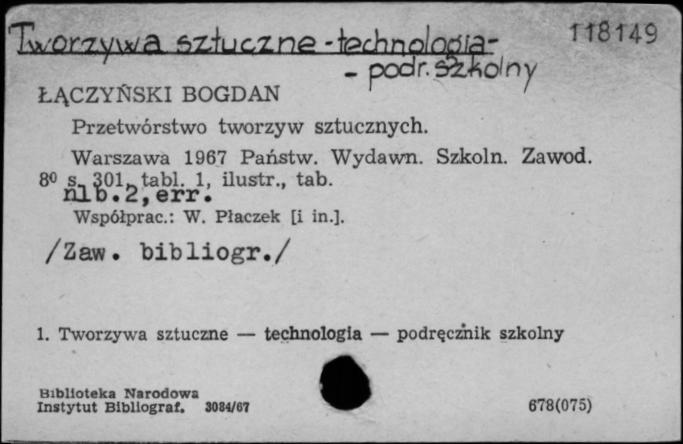 Tworzywa sztuczne - technologia -
118149
- podr. szkolny
ŁĄCZYŃSKI BOGDAN
Przetwórstwo tworzyw sztucznych.
Warszawa 1967 Państw. Wydawn. Szkoln. Zawod.
8º s. 301, tabl. 1, ilustr., tab.
nlb.2,err.
Współprac.: W. Płaczek [i in.].
/Zaw. bibliogr./
1. Tworzywa sztuczne — technologia — podręcznik szkolny
Biblioteka Narodowa
Instytut Bibliograf. 3084/67
678(075)